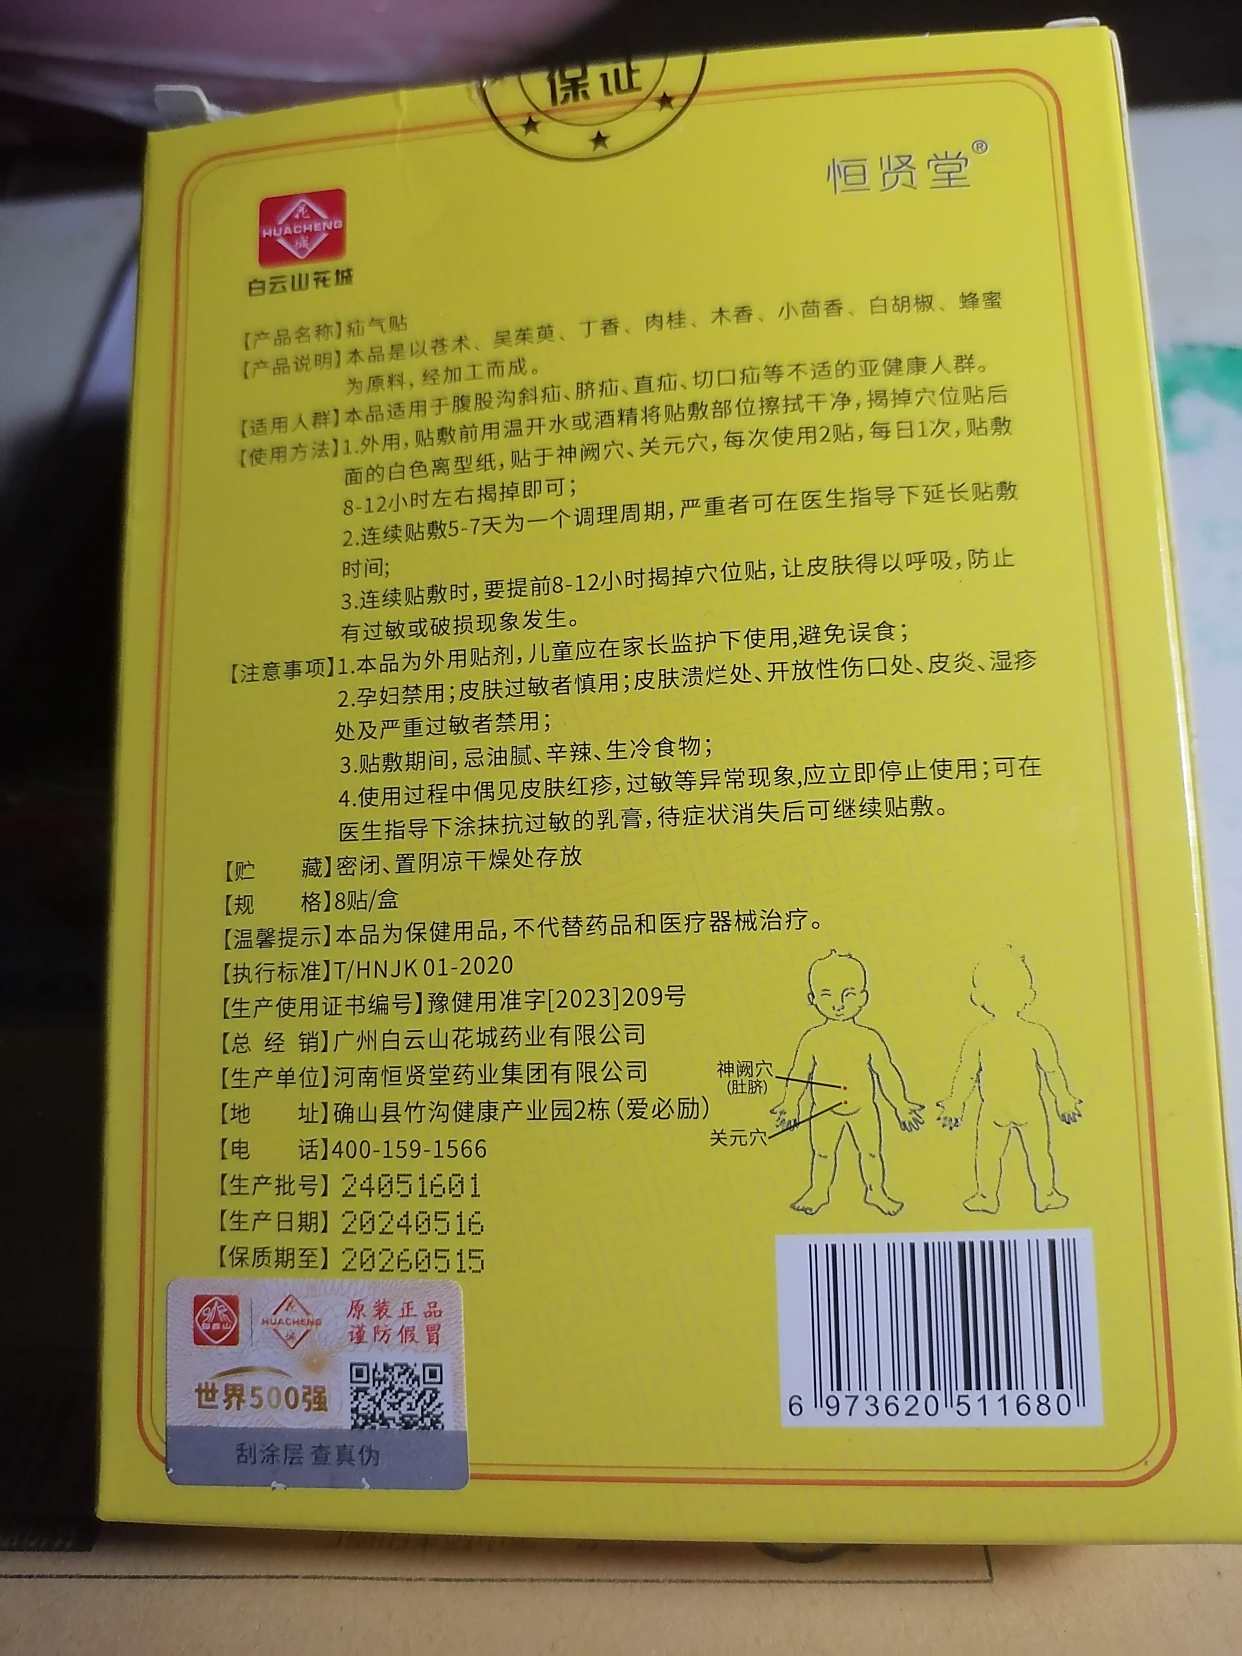 保证
恒贤堂®
花
HUACHENG
城
白云山花城
【产品名称】疝气贴
【产品说明】本品是以苍术、吴茱萸、丁香、肉桂、木香、小茴香、白胡椒、蜂蜜
为原料，经加工而成。
【适用人群】本品适用于腹股沟斜疝、脐疝、直疝、切口疝等不适的亚健康人群。
【使用方法】1.外用，贴敷前用温开水或酒精将贴敷部位擦拭干净，揭掉穴位贴后
面的白色离型纸，贴于神阙穴、关元穴，每次使用2贴，每日1次，贴敷
8-12小时左右揭掉即可；
2.连续贴敷5-7天为一个调理周期，严重者可在医生指导下延长贴敷
时间;
3.连续贴敷时，要提前8-12小时揭掉穴位贴，让皮肤得以呼吸，防止
有过敏或破损现象发生。
【注意事项】1.本品为外用贴剂，儿童应在家长监护下使用,避免误食；
2.孕妇禁用；皮肤过敏者慎用；皮肤溃烂处、开放性伤口处、皮炎、湿疹
处及严重过敏者禁用；
3.贴敷期间，忌油腻、辛辣、生冷食物；
4.使用过程中偶见皮肤红疹，过敏等异常现象,应立即停止使用；可在
医生指导下涂抹抗过敏的乳膏，待症状消失后可继续贴敷。
【贮 藏】密闭、置阴凉干燥处存放
【规 格】8贴/盒
【温馨提示】本品为保健用品，不代替药品和医疗器械治疗。
【执行标准】T/HNJK 01-2020
【生产使用证书编号】豫健用准字[2023]209号
【总 经 销】广州白云山花城药业有限公司
【生产单位】河南恒贤堂药业集团有限公司
【地 址】确山县竹沟健康产业园2栋（爱必励）
【电 话】400-159-1566
【生产批号】24051601
【生产日期】20240516
【保质期至】20260515
神阙穴
(肚脐)
关元穴
白云山
花
HUACHENG
城
原装正品
谨防假冒
世界500强
刮涂层 查真伪
6 973620 511680